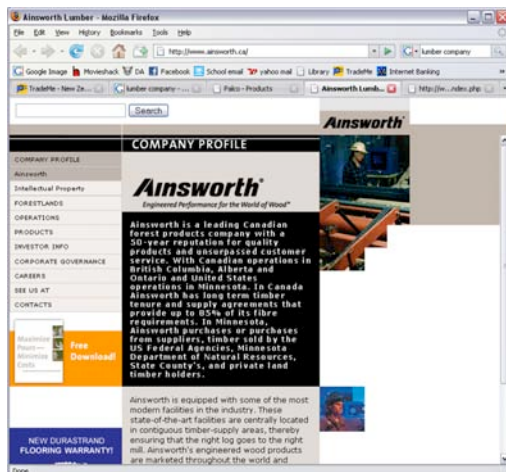 Ainsworth Lumber - Mozilla Firefox
File Edit View History Bookmarks Tools Help
http://www.ainsworth.ca/
lumber company
Google Image Movieshack DA Facebook School email yahoo mail Library TradeMe Internet Banking
TradeMe - New Ze...
lumber company - ...
Palco - Products
Ainsworth Lumb...
http://w...ndex.php
Search
AINSWORTH
COMPANY PROFILE
COMPANY PROFILE
Ainsworth
Intellectual Property
FORESTLANDS
OPERATIONS
PRODUCTS
INVESTOR INFO
CORPORATE GOVERNANCE
CAREERS
SEE US AT
CONTACTS
Maximize
Minimize
Costs
Free
Download!
NEW DURASTRAND
FLOORING WARRANTY!
AINSWORTH
Engineered Performance for the World of Wood
Ainsworth is a leading Canadian
forest products company with a
50-year reputation for quality
products and unsurpassed customer
service. With Canadian operations in
British Columbia, Alberta and
Ontario and United States
operations in Minnesota. In Canada
Ainsworth has long term timber
tenure and supply agreements that
provide up to 85% of its fibre
requirements. In Minnesota,
Ainsworth purchases or purchases
from suppliers, timber sold by the
US Federal Agencies, Minnesota
Department of Natural Resources,
State County's, and private land
timber holders.
Ainsworth is equipped with some of the most
modern facilities in the industry. These
state-of-the-art facilities are centrally located
in contiguous timber-supply areas, thereby
ensuring that the right log goes to the right
mill. Ainsworth's engineered wood products
are marketed throughout the world and
Done